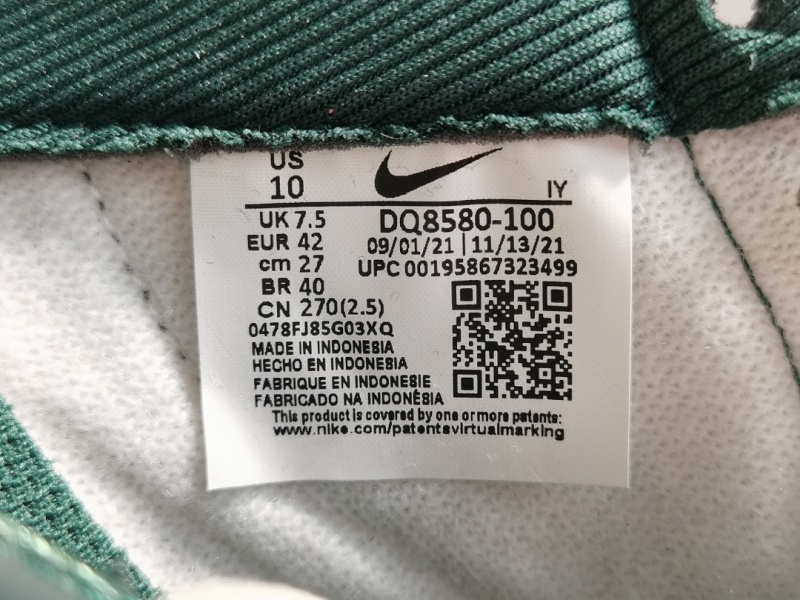 US
10
IY
UK 7.5
DQ8580-100
EUR 42
09/01/21 | 11/13/21
cm 27
UPC 00195867323499
BR 40
CN 270(2.5)
0478FJ85G03XQ
MADE IN INDONESIA
HECHO EN INDONESIA
FABRIQUE EN INDONESIE
FABRICADO NA INDONÉSIA
This product is covered by one or more patents:
www.nike.com/patentsvirtualmarking